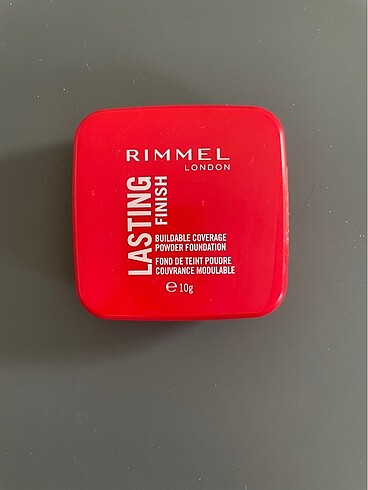 RIMMEL
LONDON
LASTING
FINISH
BUILDABLE COVERAGE
POWDER FOUNDATION
FOND DE TEINT POUDRE
COUVRANCE MODULABLE
℮10g